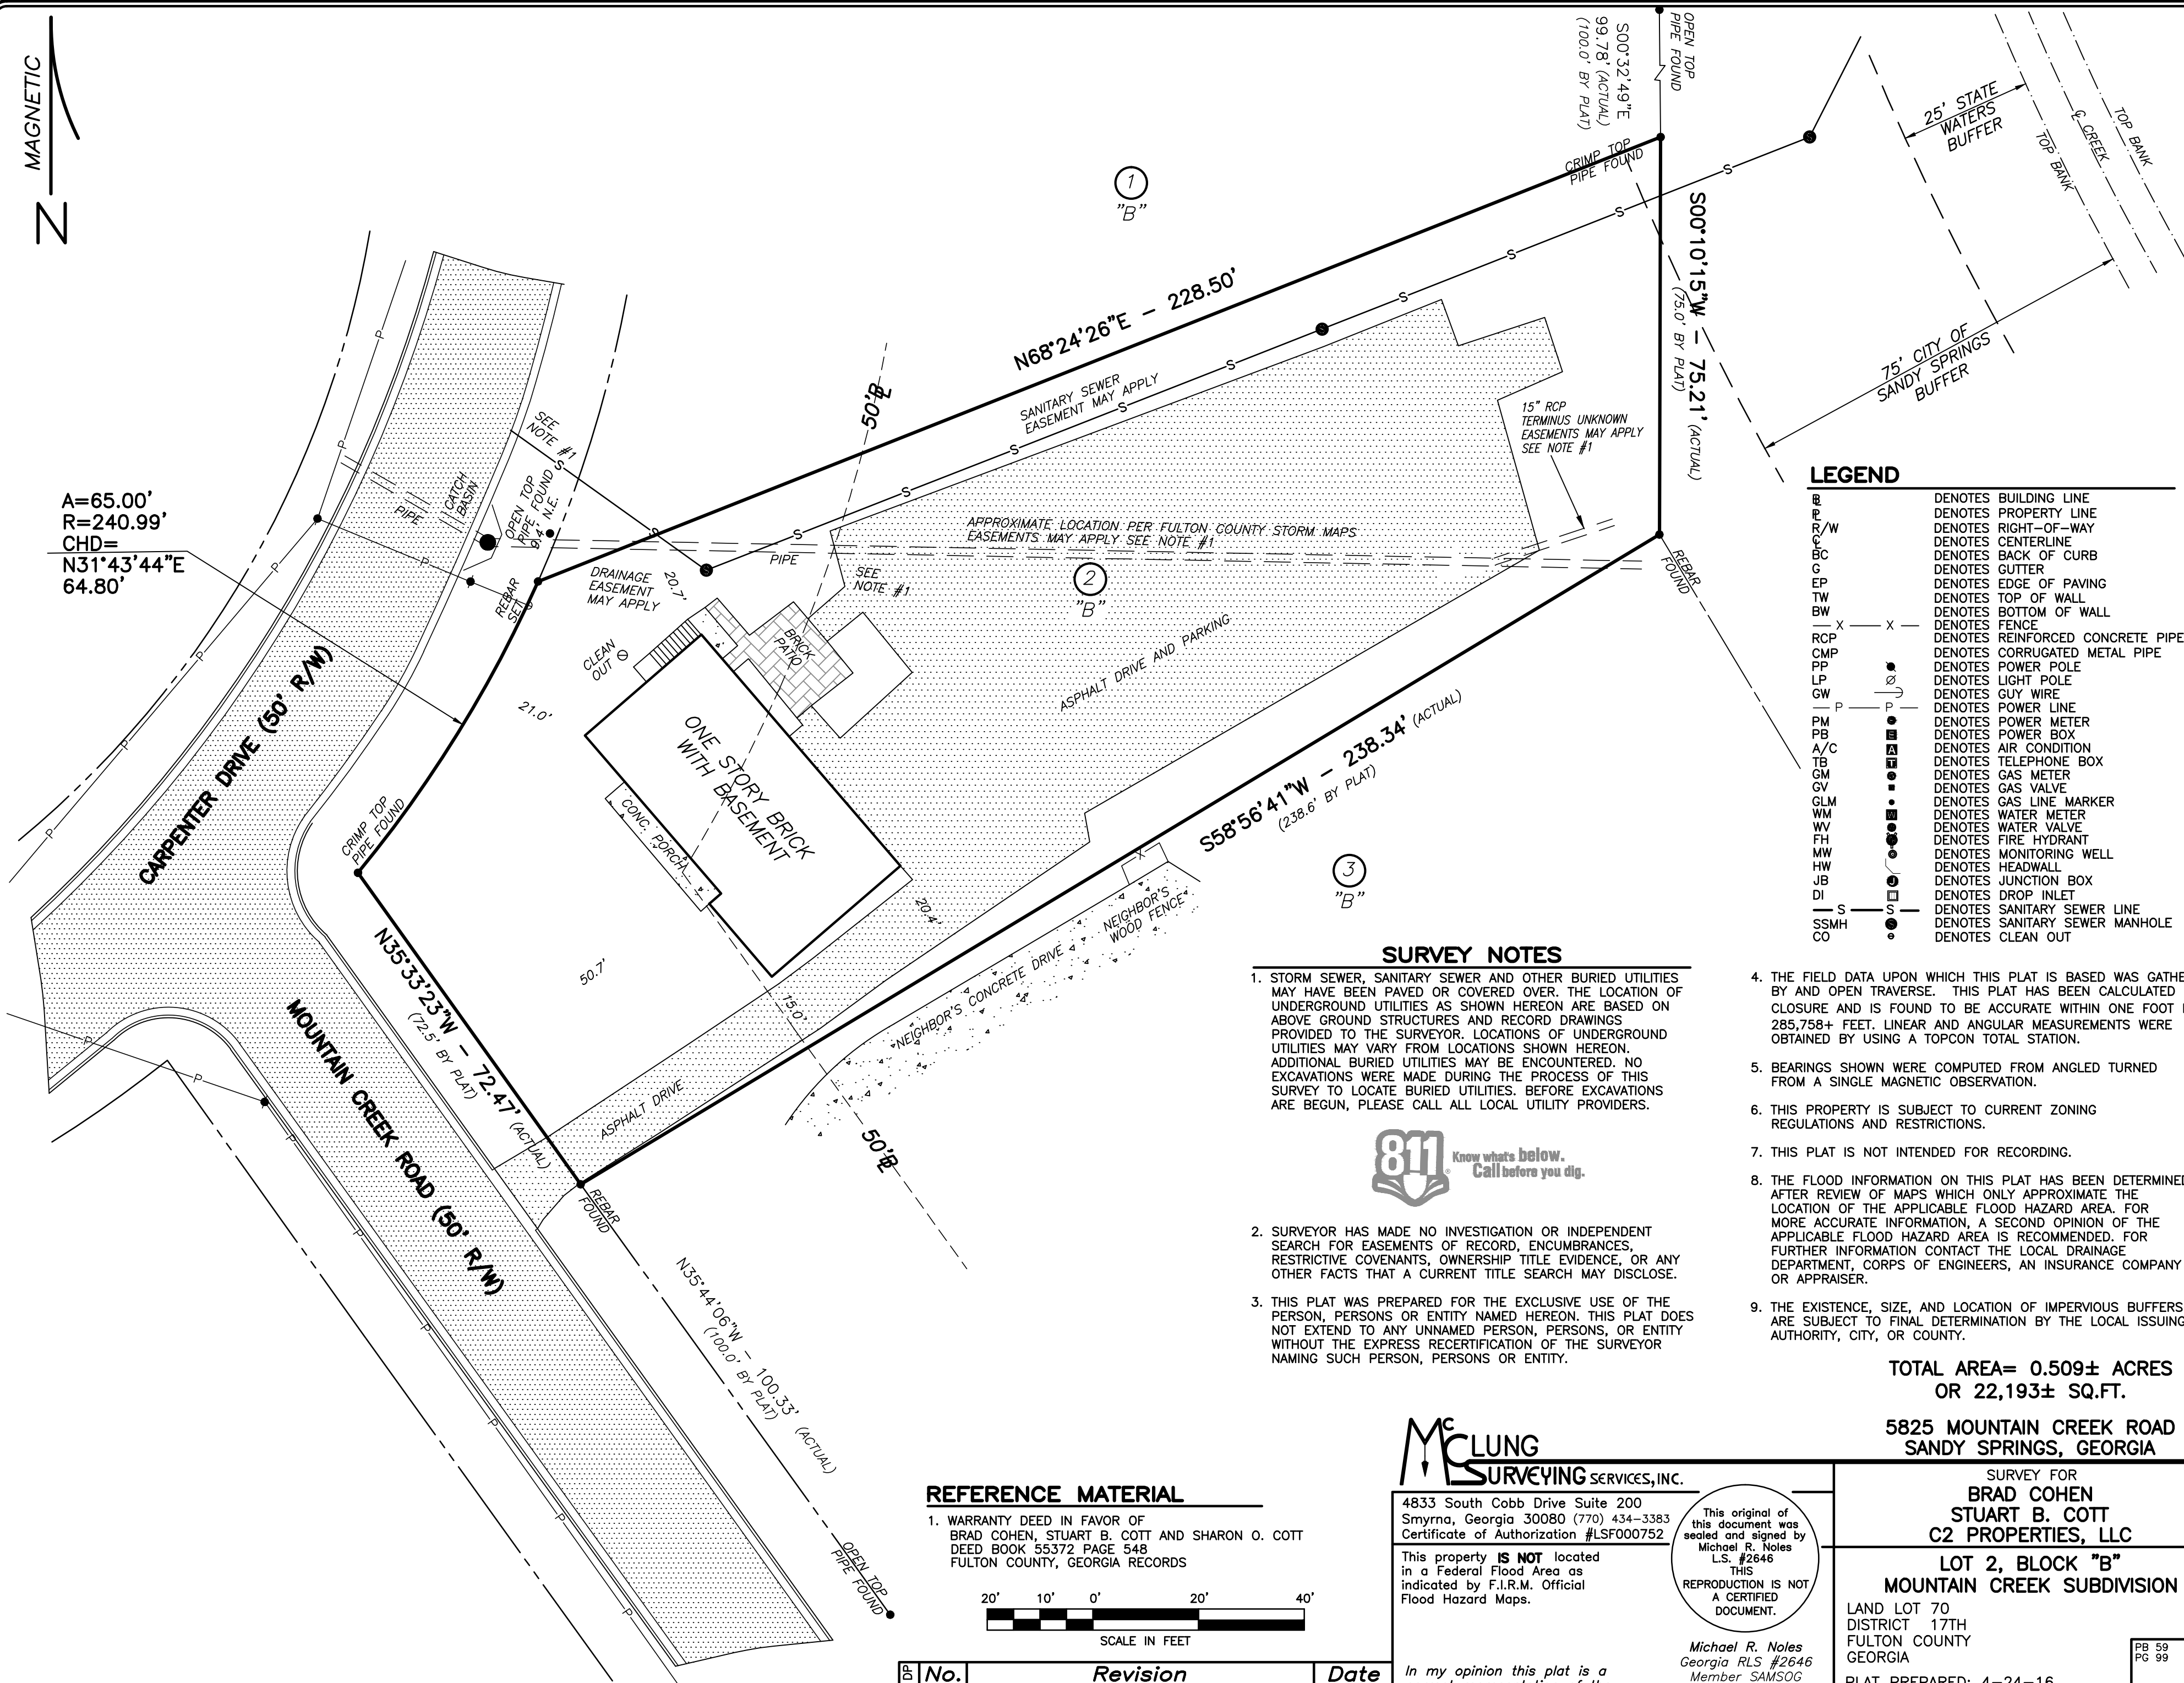 MAGNETIC
N
A=65.00'
R=240.99'
CHD=
N31°43'44"E
64.80'
OPEN TOP
PIPE FOUND
S00°32'49"E
99.78' (ACTUAL)
(100.0' BY PLAT)
CRIMP TOP
PIPE FOUND
25' STATE
WATERS
BUFFER
TOP BANK
℄ CREEK
TOP BANK
75' CITY OF
SANDY SPRINGS
BUFFER
1
"B"
N68°24'26"E - 228.50'
S00°10'15"W - 75.21' (ACTUAL)
(75.0' BY PLAT)
SANITARY SEWER
EASEMENT MAY APPLY
50'BL
SEE
NOTE #1
OPEN TOP
PIPE FOUND
9.4' N.E.
CATCH
BASIN
PIPE
REBAR
SET
DRAINAGE
EASEMENT
MAY APPLY
20.7'
PIPE
SEE
NOTE #1
APPROXIMATE LOCATION PER FULTON COUNTY STORM MAPS
EASEMENTS MAY APPLY SEE NOTE #1
15" RCP
TERMINUS UNKNOWN
EASEMENTS MAY APPLY
SEE NOTE #1
REBAR
FOUND
2
"B"
ASPHALT DRIVE AND PARKING
CLEAN
OUT
BRICK
PATIO
21.0'
ONE STORY BRICK
WITH BASEMENT
CONC. PORCH
20.4'
50.7'
15.0'
CARPENTER DRIVE (50' R/W)
CRIMP TOP
PIPE FOUND
N35°33'23"W - 72.47' (ACTUAL)
(72.5' BY PLAT)
MOUNTAIN CREEK ROAD (50' R/W)
ASPHALT DRIVE
S58°56'41"W - 238.34' (ACTUAL)
(238.6' BY PLAT)
NEIGHBOR'S
WOOD FENCE
NEIGHBOR'S CONCRETE DRIVE
3
"B"
50'BL
REBAR
FOUND
N35°44'06"W - 100.33' (ACTUAL)
(100.0' BY PLAT)
OPEN TOP
PIPE FOUND
LEGEND
BL DENOTES BUILDING LINE
PL DENOTES PROPERTY LINE
R/W DENOTES RIGHT-OF-WAY
℄ DENOTES CENTERLINE
BC DENOTES BACK OF CURB
G DENOTES GUTTER
EP DENOTES EDGE OF PAVING
TW DENOTES TOP OF WALL
BW DENOTES BOTTOM OF WALL
X X DENOTES FENCE
RCP DENOTES REINFORCED CONCRETE PIPE
CMP DENOTES CORRUGATED METAL PIPE
PP DENOTES POWER POLE
LP DENOTES LIGHT POLE
GW DENOTES GUY WIRE
P P DENOTES POWER LINE
PM DENOTES POWER METER
PB E DENOTES POWER BOX
A/C A DENOTES AIR CONDITION
TB T DENOTES TELEPHONE BOX
GM DENOTES GAS METER
GV DENOTES GAS VALVE
GLM DENOTES GAS LINE MARKER
WM W DENOTES WATER METER
WV DENOTES WATER VALVE
FH DENOTES FIRE HYDRANT
MW DENOTES MONITORING WELL
HW DENOTES HEADWALL
JB J DENOTES JUNCTION BOX
DI DENOTES DROP INLET
S S DENOTES SANITARY SEWER LINE
SSMH S DENOTES SANITARY SEWER MANHOLE
CO DENOTES CLEAN OUT
SURVEY NOTES
1. STORM SEWER, SANITARY SEWER AND OTHER BURIED UTILITIES
MAY HAVE BEEN PAVED OR COVERED OVER. THE LOCATION OF
UNDERGROUND UTILITIES AS SHOWN HEREON ARE BASED ON
ABOVE GROUND STRUCTURES AND RECORD DRAWINGS
PROVIDED TO THE SURVEYOR. LOCATIONS OF UNDERGROUND
UTILITIES MAY VARY FROM LOCATIONS SHOWN HEREON.
ADDITIONAL BURIED UTILITIES MAY BE ENCOUNTERED. NO
EXCAVATIONS WERE MADE DURING THE PROCESS OF THIS
SURVEY TO LOCATE BURIED UTILITIES. BEFORE EXCAVATIONS
ARE BEGUN, PLEASE CALL ALL LOCAL UTILITY PROVIDERS.
811
Know what's below.
Call before you dig.
2. SURVEYOR HAS MADE NO INVESTIGATION OR INDEPENDENT
SEARCH FOR EASEMENTS OF RECORD, ENCUMBRANCES,
RESTRICTIVE COVENANTS, OWNERSHIP TITLE EVIDENCE, OR ANY
OTHER FACTS THAT A CURRENT TITLE SEARCH MAY DISCLOSE.
3. THIS PLAT WAS PREPARED FOR THE EXCLUSIVE USE OF THE
PERSON, PERSONS OR ENTITY NAMED HEREON. THIS PLAT DOES
NOT EXTEND TO ANY UNNAMED PERSON, PERSONS, OR ENTITY
WITHOUT THE EXPRESS RECERTIFICATION OF THE SURVEYOR
NAMING SUCH PERSON, PERSONS OR ENTITY.
4. THE FIELD DATA UPON WHICH THIS PLAT IS BASED WAS GATHE
BY AND OPEN TRAVERSE. THIS PLAT HAS BEEN CALCULATED
CLOSURE AND IS FOUND TO BE ACCURATE WITHIN ONE FOOT
285,758+ FEET. LINEAR AND ANGULAR MEASUREMENTS WERE
OBTAINED BY USING A TOPCON TOTAL STATION.
5. BEARINGS SHOWN WERE COMPUTED FROM ANGLED TURNED
FROM A SINGLE MAGNETIC OBSERVATION.
6. THIS PROPERTY IS SUBJECT TO CURRENT ZONING
REGULATIONS AND RESTRICTIONS.
7. THIS PLAT IS NOT INTENDED FOR RECORDING.
8. THE FLOOD INFORMATION ON THIS PLAT HAS BEEN DETERMINED
AFTER REVIEW OF MAPS WHICH ONLY APPROXIMATE THE
LOCATION OF THE APPLICABLE FLOOD HAZARD AREA. FOR
MORE ACCURATE INFORMATION, A SECOND OPINION OF THE
APPLICABLE FLOOD HAZARD AREA IS RECOMMENDED. FOR
FURTHER INFORMATION CONTACT THE LOCAL DRAINAGE
DEPARTMENT, CORPS OF ENGINEERS, AN INSURANCE COMPANY
OR APPRAISER.
9. THE EXISTENCE, SIZE, AND LOCATION OF IMPERVIOUS BUFFERS
ARE SUBJECT TO FINAL DETERMINATION BY THE LOCAL ISSUING
AUTHORITY, CITY, OR COUNTY.
TOTAL AREA= 0.509± ACRES
OR 22,193± SQ.FT.
5825 MOUNTAIN CREEK ROAD
SANDY SPRINGS, GEORGIA
REFERENCE MATERIAL
1. WARRANTY DEED IN FAVOR OF
BRAD COHEN, STUART B. COTT AND SHARON O. COTT
DEED BOOK 55372 PAGE 548
FULTON COUNTY, GEORGIA RECORDS
20' 10' 0' 20' 40'
SCALE IN FEET
DP No. Revision Date
McCLUNG
SURVEYING SERVICES, INC.
4833 South Cobb Drive Suite 200
Smyrna, Georgia 30080 (770) 434-3383
Certificate of Authorization #LSF000752
This property IS NOT located
in a Federal Flood Area as
indicated by F.I.R.M. Official
Flood Hazard Maps.
In my opinion this plat is a
This original of
this document was
sealed and signed by
Michael R. Noles
L.S. #2646
THIS
REPRODUCTION IS NOT
A CERTIFIED
DOCUMENT.
Michael R. Noles
Georgia RLS #2646
Member SAMSOG
SURVEY FOR
BRAD COHEN
STUART B. COTT
C2 PROPERTIES, LLC
LOT 2, BLOCK "B"
MOUNTAIN CREEK SUBDIVISION
LAND LOT 70
DISTRICT 17TH
FULTON COUNTY
GEORGIA
PLAT PREPARED: 4-24-16
PB 59
PG 99